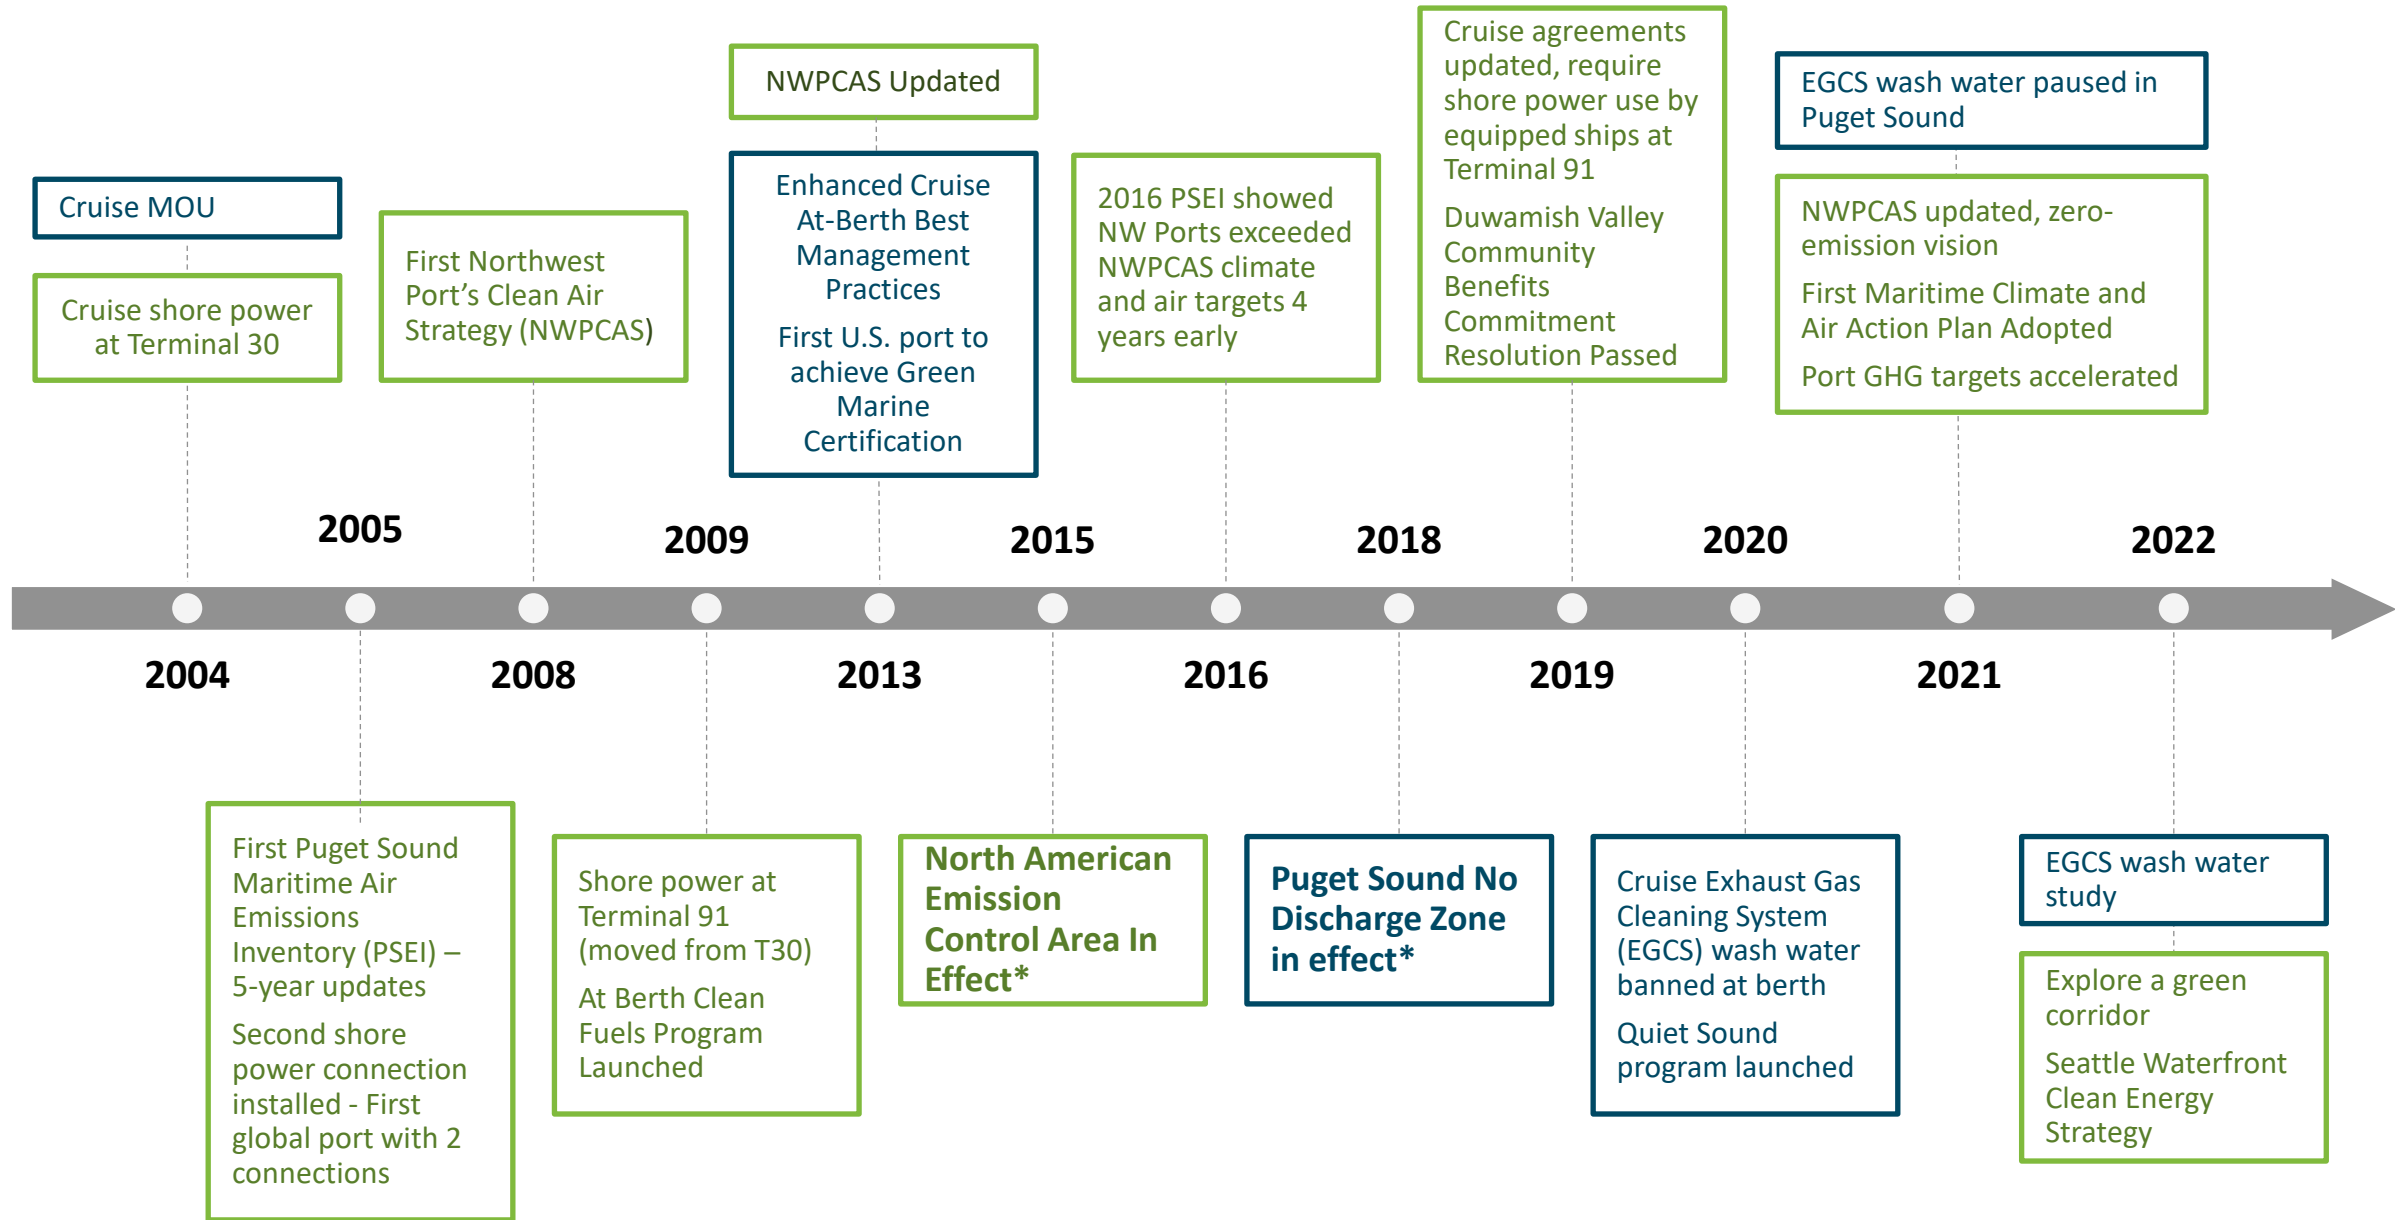 Cruise MOU
Cruise shore power
at Terminal 30
First Northwest
Port’s Clean Air
Strategy (NWPCAS)
NWPCAS Updated
Enhanced Cruise
At-Berth Best
Management
Practices
First U.S. port to
achieve Green
Marine
Certification
2016 PSEI showed
NW Ports exceeded
NWPCAS climate
and air targets 4
years early
Cruise agreements
updated, require
shore power use by
equipped ships at
Terminal 91
Duwamish Valley
Community
Benefits
Commitment
Resolution Passed
EGCS wash water paused in
Puget Sound
NWPCAS updated, zero-
emission vision
First Maritime Climate and
Air Action Plan Adopted
Port GHG targets accelerated
2005
2009
2015
2018
2020
2022
2004
2008
2013
2016
2019
2021
First Puget Sound
Maritime Air
Emissions
Inventory (PSEI) –
5-year updates
Second shore
power connection
installed - First
global port with 2
connections
Shore power at
Terminal 91
(moved from T30)
At Berth Clean
Fuels Program
Launched
North American
Emission
Control Area In
Effect*
Puget Sound No
Discharge Zone
in effect*
Cruise Exhaust Gas
Cleaning System
(EGCS) wash water
banned at berth
Quiet Sound
program launched
EGCS wash water
study
Explore a green
corridor
Seattle Waterfront
Clean Energy
Strategy